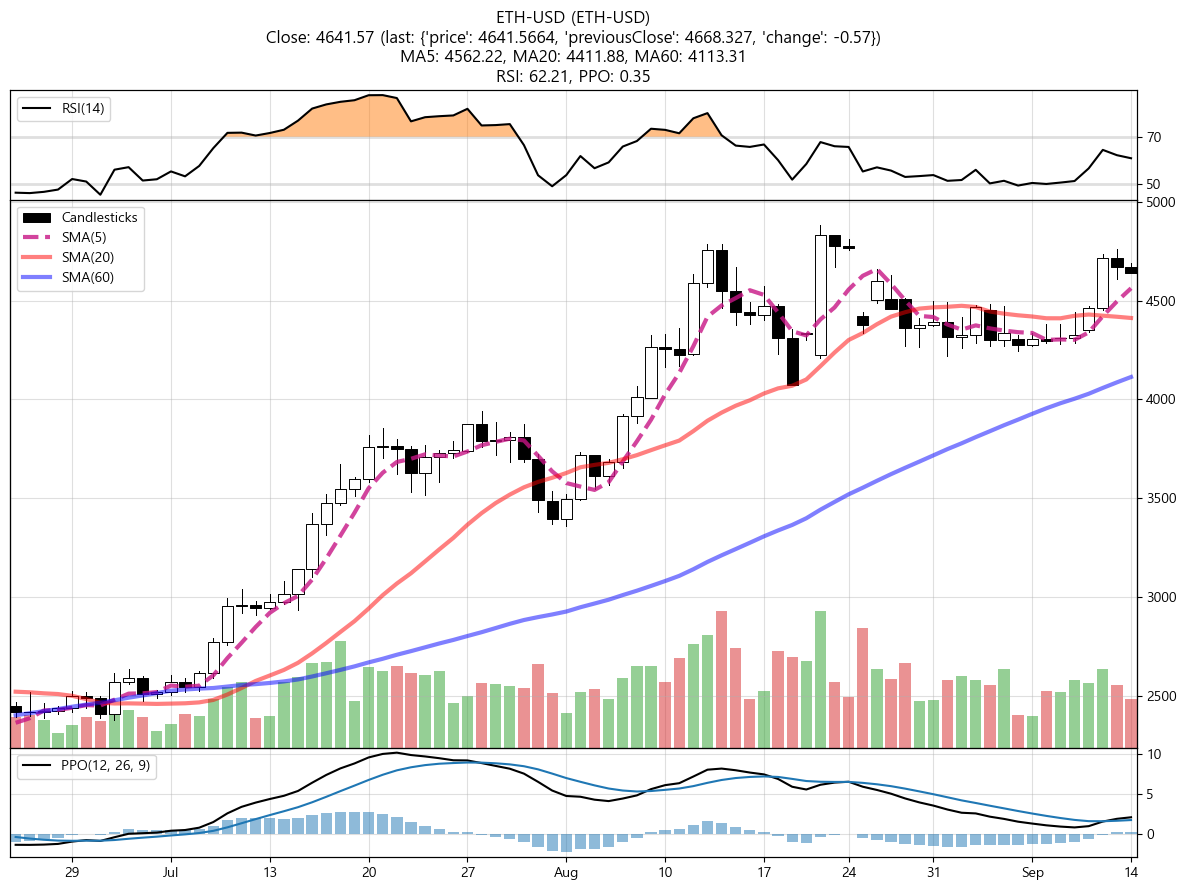 ETH-USD (ETH-USD)
Close: 4641.57 (last: {'price': 4641.5664, 'previousClose': 4668.327, 'change': -0.57})
MA5: 4562.22, MA20: 4411.88, MA60: 4113.31
RSI: 62.21, PPO: 0.35
RSI(14)
70
50
5000
Candlesticks
SMA(5)
SMA(20)
SMA(60)
4500
4000
3500
3000
2500
PPO(12, 26, 9)
10
5
0
29 Jul 13 20 27 Aug 10 17 24 31 Sep 14